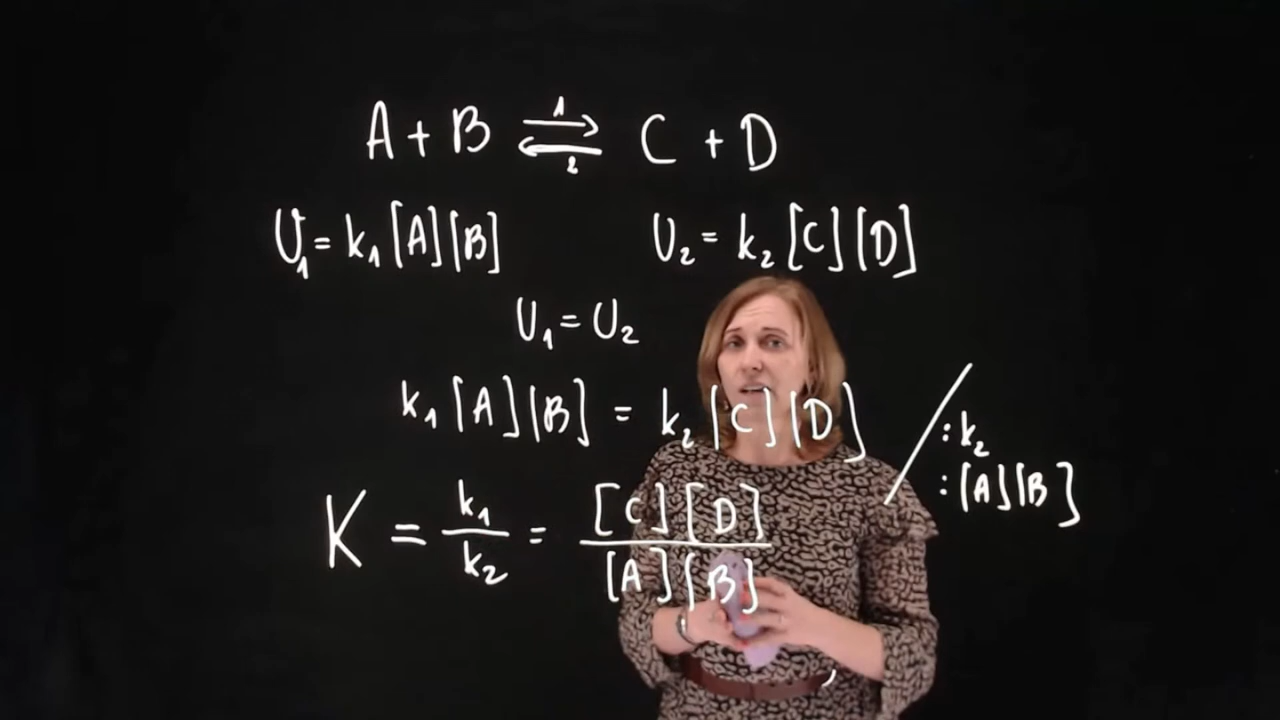 A + B ⇌ C + D
1
2
U₁ = k₁[A][B]
U₂ = k₂[C][D]
U₁ = U₂
k₁[A][B] = k₂[C][D] / : k₂
: [A][B]
K = k₁/k₂ = [C][D]/[A][B]